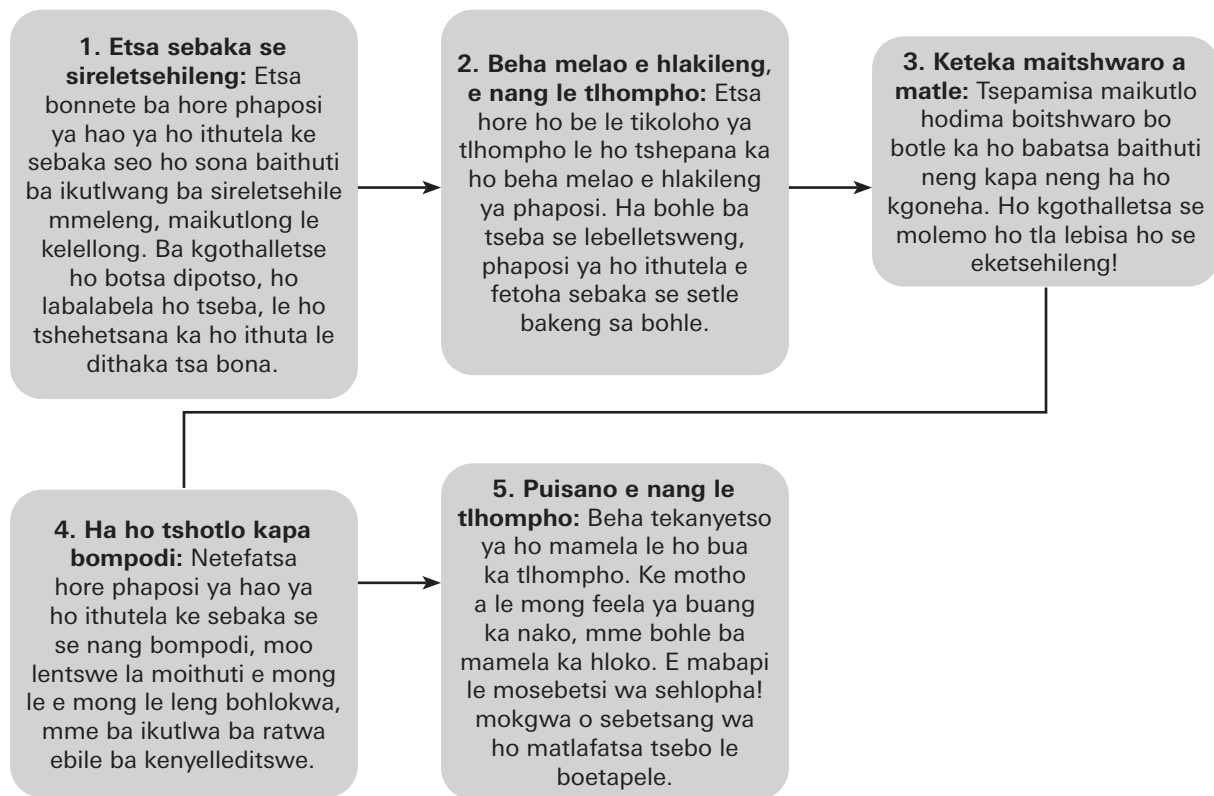 1. Etsa sebaka se
sireletsehileng: Etsa
bonnete ba hore phaposi
ya hao ya ho ithutela ke
sebaka seo ho sona baithuti
ba ikutlwang ba sireletsehile
mmeleng, maikutlong le
kelellong. Ba kgothalletse
ho botsa dipotso, ho
labalabela ho tseba, le ho
tshehetsana ka ho ithuta le
dithaka tsa bona.
2. Beha melao e hlakileng,
e nang le tlhompho: Etsa
hore ho be le tikoloho ya
tlhompho le ho tshepana ka
ho beha melao e hlakileng
ya phaposi. Ha bohle ba
tseba se lebelletsweng,
phaposi ya ho ithutela e
fetoha sebaka se setle
bakeng sa bohle.
3. Keteka maitshwaro a
matle: Tsepamisa maikutlo
hodima boitshwaro bo
botle ka ho babatsa baithuti
neng kapa neng ha ho
kgoneha. Ho kgothalletsa se
molemo ho tla lebisa ho se
eketsehileng!
4. Ha ho tshotlo kapa
bompodi: Netefatsa
hore phaposi ya hao ya
ho ithutela ke sebaka se
se nang bompodi, moo
lentswe la moithuti e mong
le e mong le leng bohlokwa,
mme ba ikutlwa ba ratwa
ebile ba kenyelleditswe.
5. Puisano e nang le
tlhompho: Beha tekanyetso
ya ho mamela le ho bua
ka tlhompho. Ke motho
a le mong feela ya buang
ka nako, mme bohle ba
mamela ka hloko. E mabapi
le mosebetsi wa sehlopha!
mokgwa o sebetsang wa
ho matlafatsa tsebo le
boetapele.